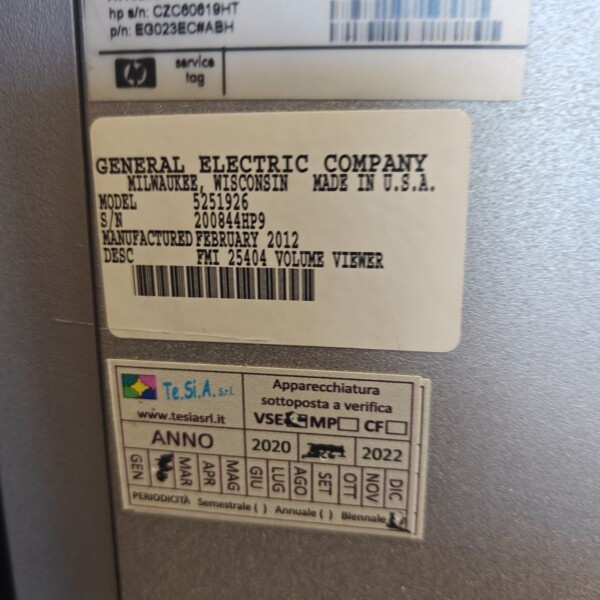 hp s/n: CZC60619HT
p/n: EG023EC#ABH
hp service
tag
GENERAL ELECTRIC COMPANY
MILWAUKEE, WISCONSIN MADE IN U.S.A.
MODEL 5251926
S/N 200844HP9
MANUFACTURED FEBRUARY 2012
DESC FMI 25404 VOLUME VIEWER
Te.Si.A. s.r.l.
www.tesiasrl.it
Apparecchiatura
sottoposta a verifica
VSE MP CF
ANNO 2020 2022
GEN MAR APR MAG GIU LUG AGO SET OTT NOV DIC
PERIODICITÀ Semestrale ( ) Annuale ( ) Biennale